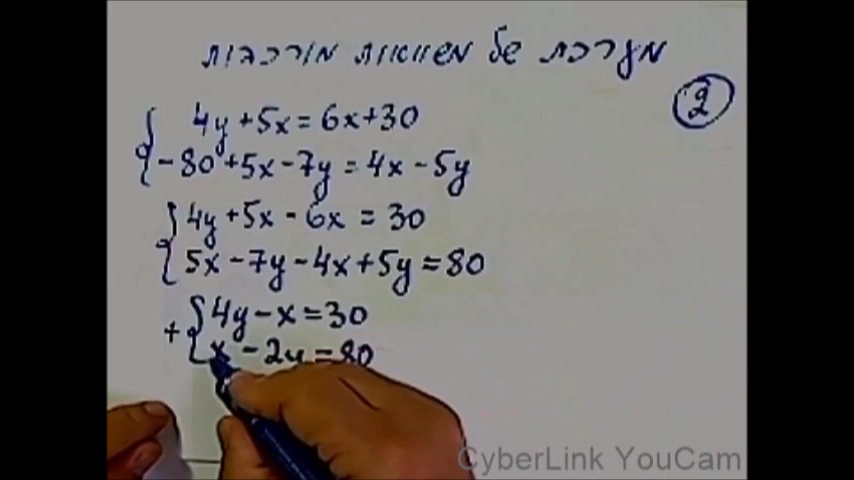 מערכת של משוואות מורכבות
2
4y+5x=6x+30
-80+5x-7y=4x-5y
4y+5x-6x=30
5x-7y-4x+5y=80
4y-x=30
+
x-2y=80
CyberLink YouCam